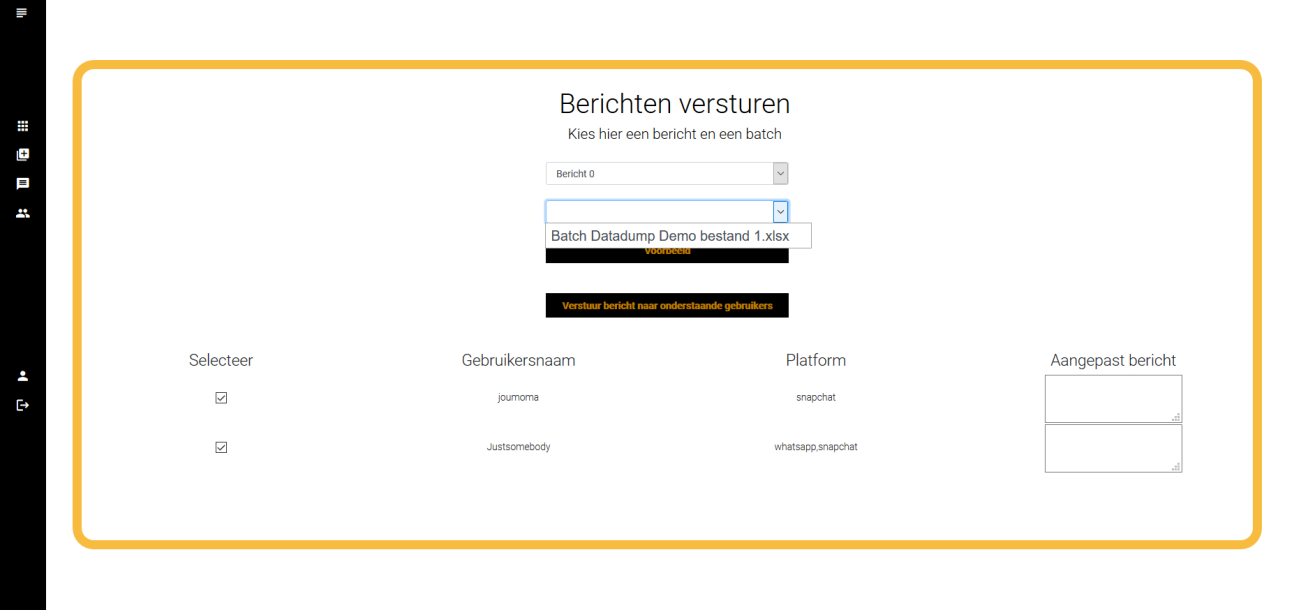 Berichten versturen
Kies hier een bericht en een batch
Bericht 0
Batch Datadump Demo bestand 1.xlsx
Voorbeeld
Verstuur bericht naar onderstaande gebruikers
Selecteer Gebruikersnaam Platform Aangepast bericht
joumoma snapchat
Justsomebody whatsapp,snapchat